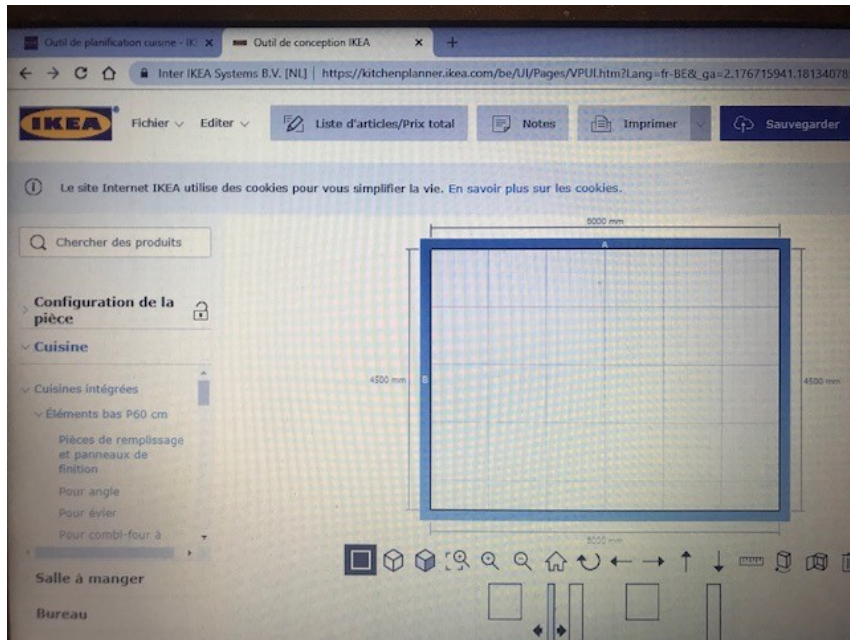 Outil de planification cuisine - IK
Outil de conception IKEA
Inter IKEA Systems B.V. [NL] | https://kitchenplanner.ikea.com/be/UI/Pages/VPUI.htm?Lang=fr-BE&_ga=2.176715941.18134078
IKEA
Fichier
Editer
Liste d'articles/Prix total
Notes
Imprimer
Sauvegarder
Le site Internet IKEA utilise des cookies pour vous simplifier la vie. En savoir plus sur les cookies.
Chercher des produits
5000 mm
A
Configuration de la
pièce
Cuisine
4500 mm
B
4500 mm
Cuisines intégrées
Éléments bas P60 cm
Pièces de remplissage
et panneaux de
finition
Pour angle
Pour évier
Pour combi-four à
5000 mm
Salle à manger
Bureau